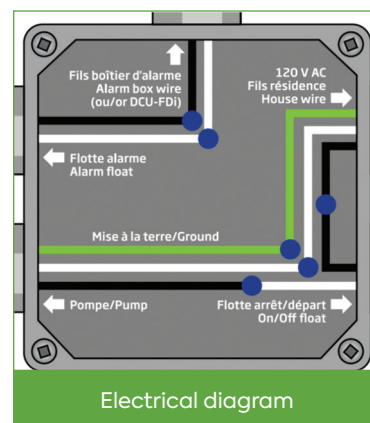 Fils boîtier d'alarme
Alarm box wire
(ou/or DCU-FDi)
120 V AC
Fils résidence
House wire
Flotte alarme
Alarm float
Mise à la terre/Ground
Pompe/Pump
Flotte arrêt/départ
On/Off float
Electrical diagram